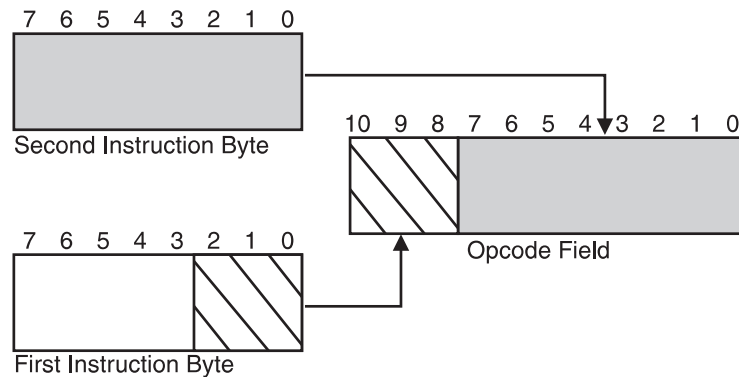 7 6 5 4 3 2 1 0
Second Instruction Byte
10 9 8 7 6 5 4 3 2 1 0
Opcode Field
7 6 5 4 3 2 1 0
First Instruction Byte